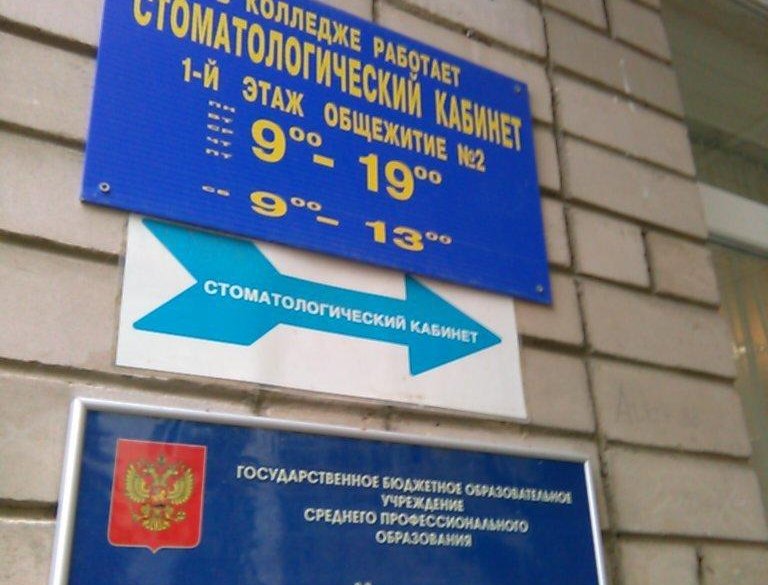 КОЛЛЕДЖЕ РАБОТАЕТ
СТОМАТОЛОГИЧЕСКИЙ КАБИНЕТ
1-Й ЭТАЖ ОБЩЕЖИТИЕ №2
9⁰⁰ - 19⁰⁰
9⁰⁰ - 13⁰⁰
СТОМАТОЛОГИЧЕСКИЙ КАБИНЕТ
ГОСУДАРСТВЕННОЕ БЮДЖЕТНОЕ ОБРАЗОВАТЕЛЬНОЕ
УЧРЕЖДЕНИЕ
СРЕДНЕГО ПРОФЕССИОНАЛЬНОГО
ОБРАЗОВАНИЯ